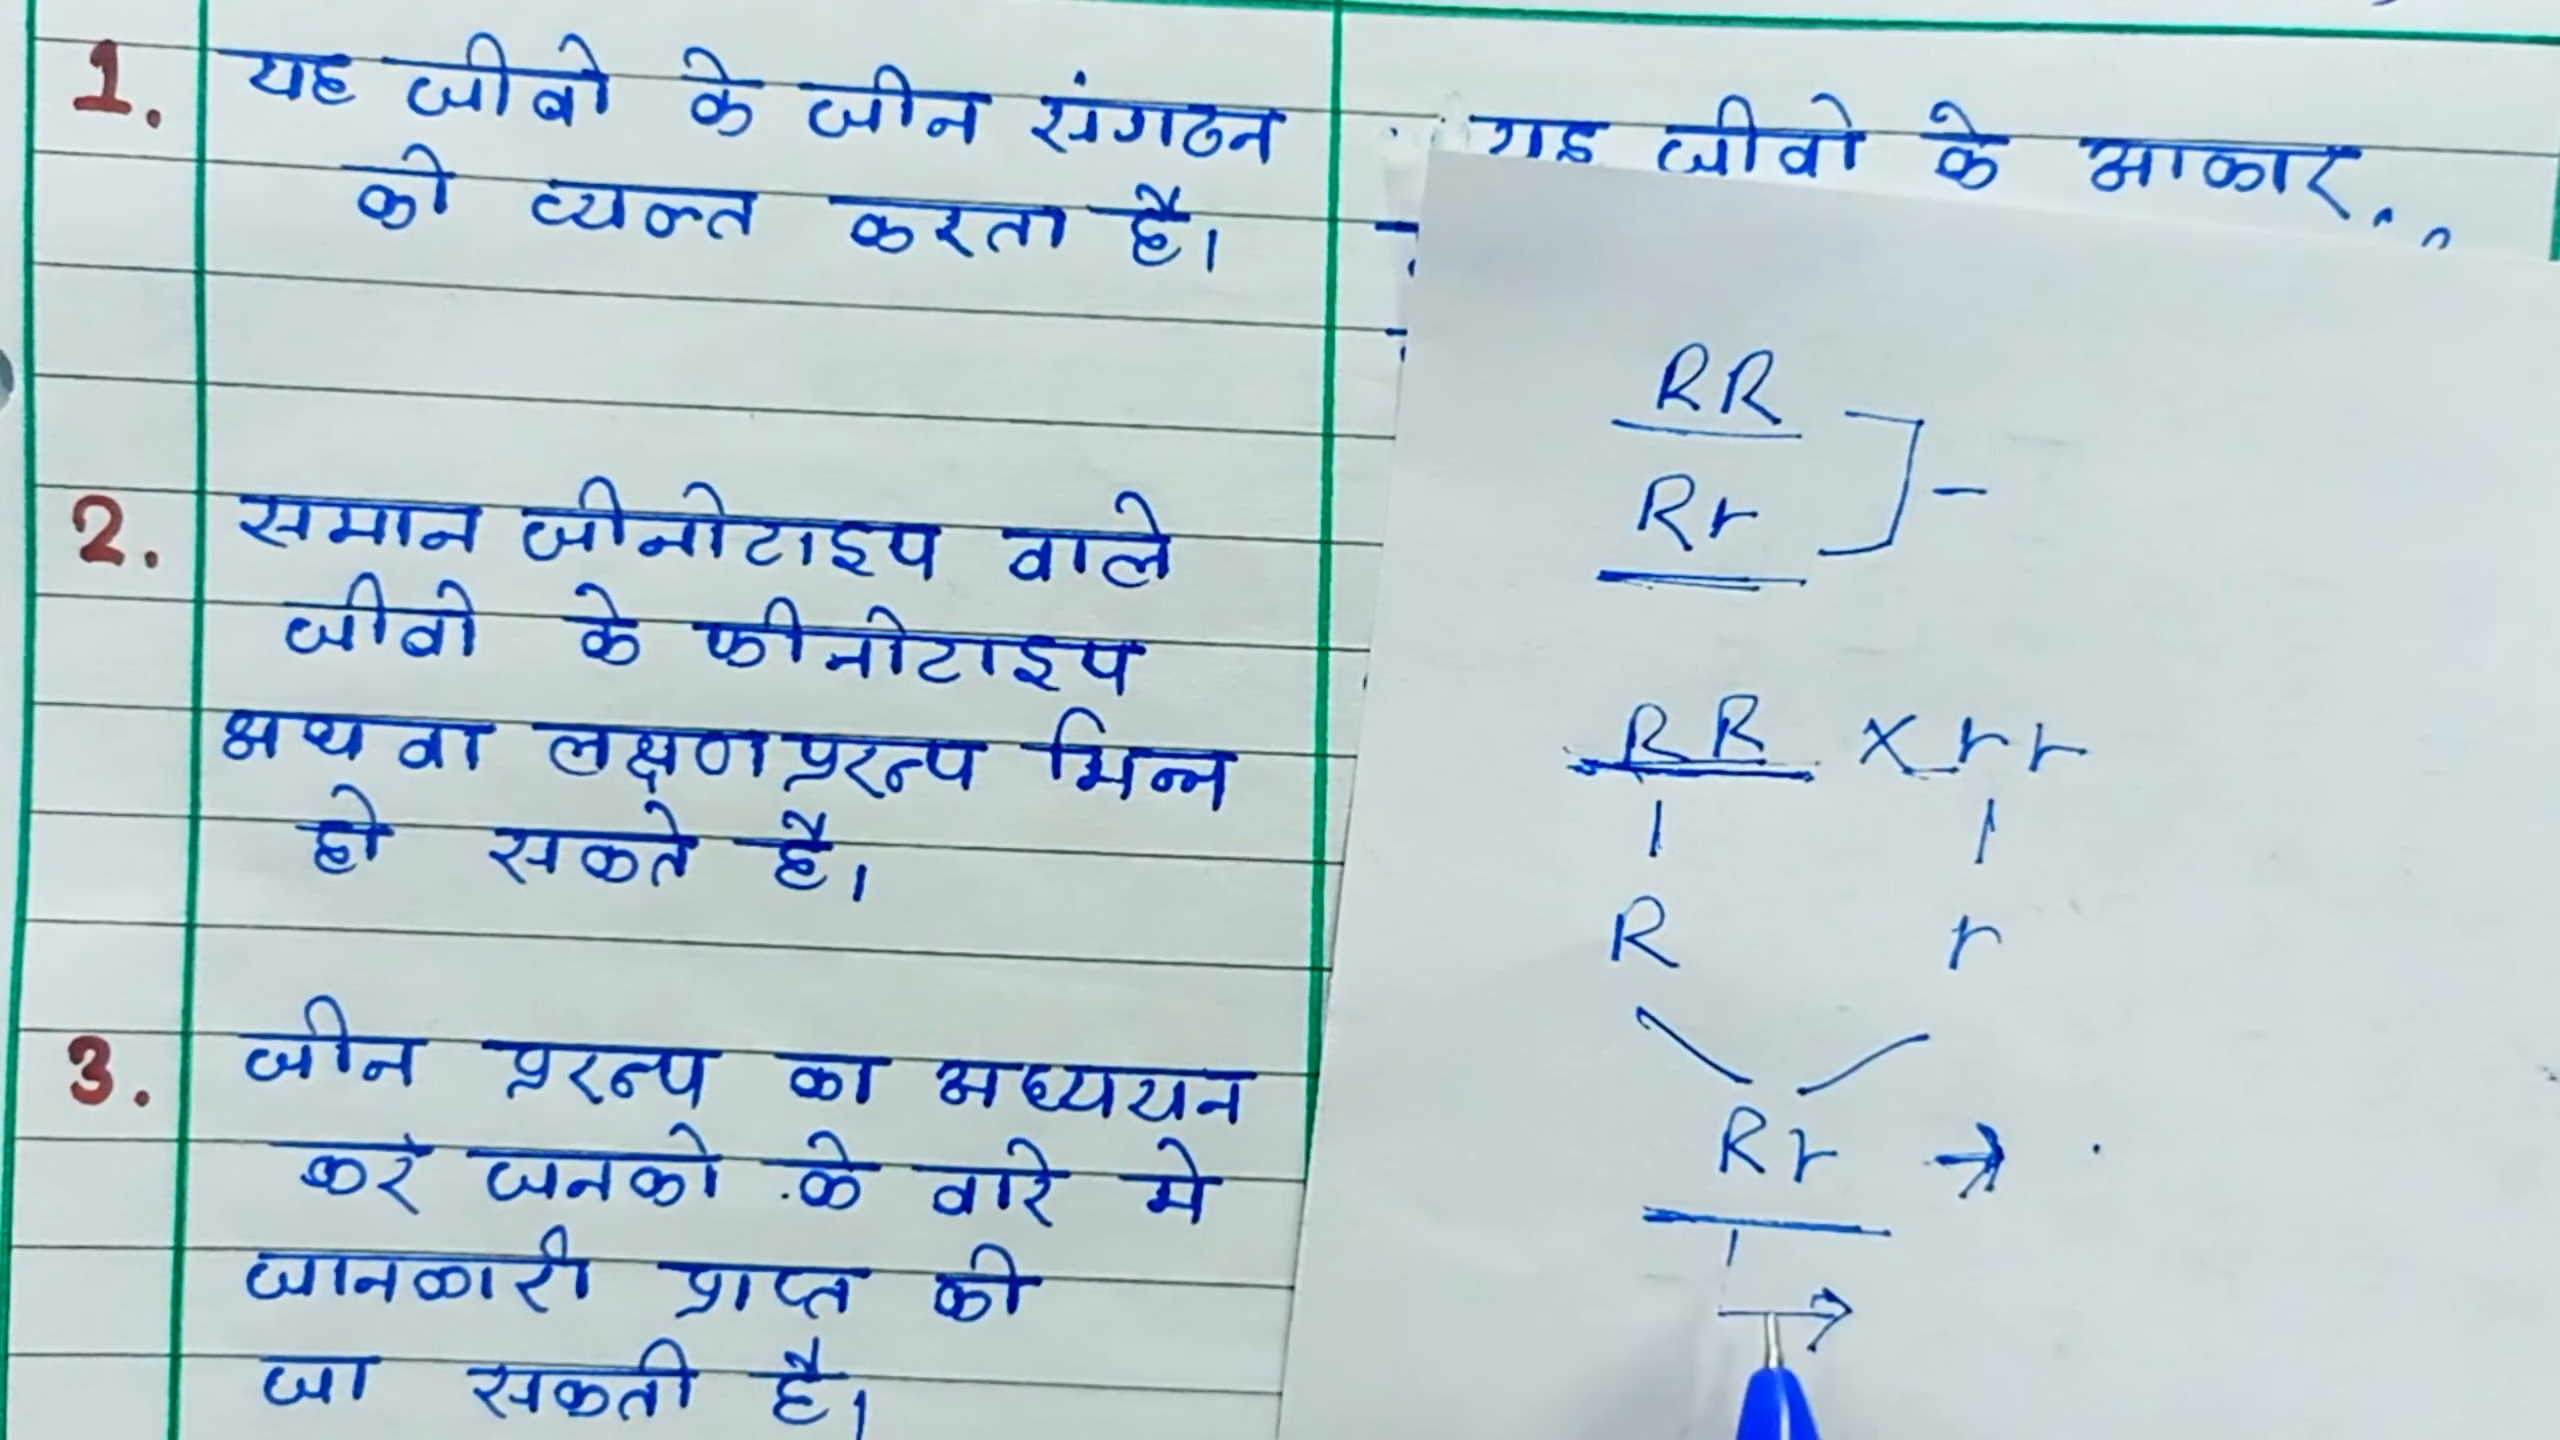 1. यह जीवो के जीन संगठन
को व्यक्त करता है।
यह जीवो के आकार
2. समान जीनोटाइप वाले
जीवो के फीनोटाइप
अथवा लक्षणप्ररूप भिन्न
हो सकते है।
3. जीन प्ररूप का अध्ययन
करें जनको के वारे मे
जानकारी प्राप्त की
जा सकती है।
RR
Rr
RR × rr
R r
Rr →